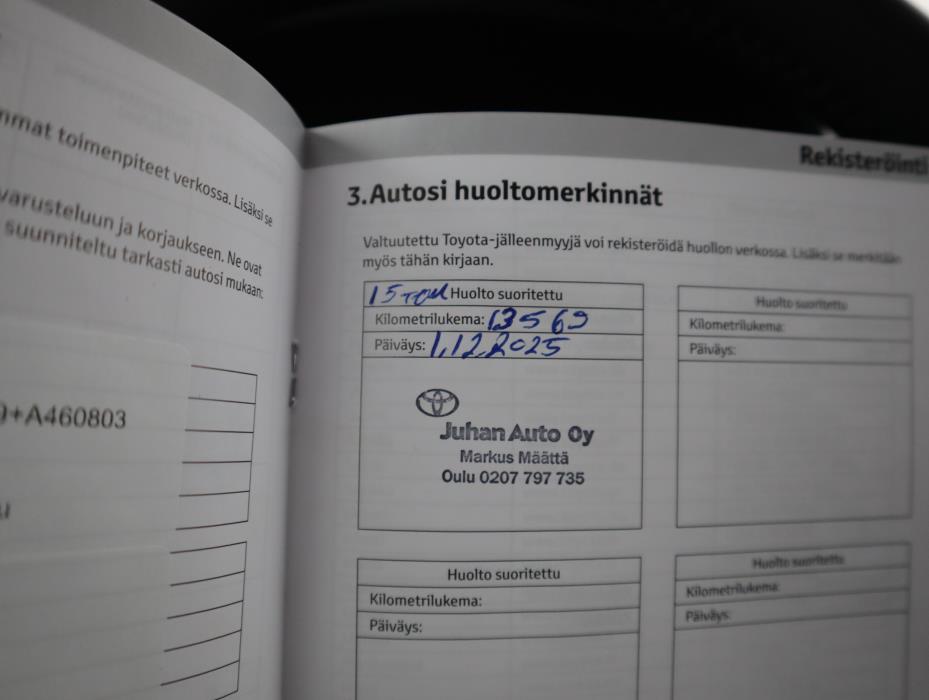 mmat toimenpiteet verkossa. Lisäksi se
varusteluun ja korjaukseen. Ne ovat
suunniteltu tarkasti autosi mukaan:
+A460803
Rekisteröinti
3. Autosi huoltomerkinnät
Valtuutettu Toyota-jälleenmyyjä voi rekisteröidä huollon verkossa. Lisäksi se merkitään
myös tähän kirjaan.
15 TKM Huolto suoritettu
Kilometrilukema: 13569
Päiväys: 1.12.2025
Juhan Auto Oy
Markus Määttä
Oulu 0207 797 735
Huolto suoritettu
Kilometrilukema:
Päiväys:
Huolto suoritettu
Kilometrilukema:
Päiväys:
Huolto suoritettu
Kilometrilukema:
Päiväys: